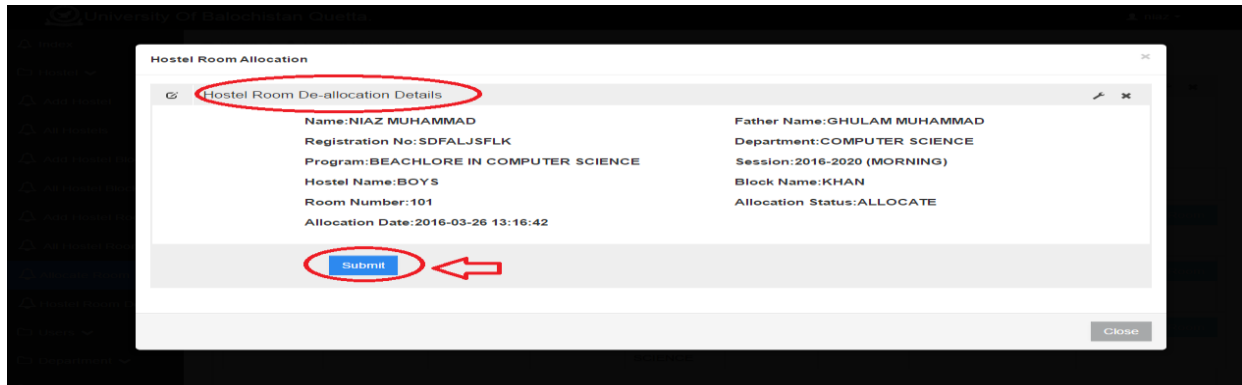 University Of Balochistan Quetta
Hostel Room Allocation
Hostel Room De-allocation Details
Name:NIAZ MUHAMMAD
Father Name:GHULAM MUHAMMAD
Registration No:SDFALJSFLK
Department:COMPUTER SCIENCE
Program:BEACHLORE IN COMPUTER SCIENCE
Session:2016-2020 (MORNING)
Hostel Name:BOYS
Block Name:KHAN
Room Number:101
Allocation Status:ALLOCATE
Allocation Date:2016-03-26 13:16:42
Submit
Close
Users
Department